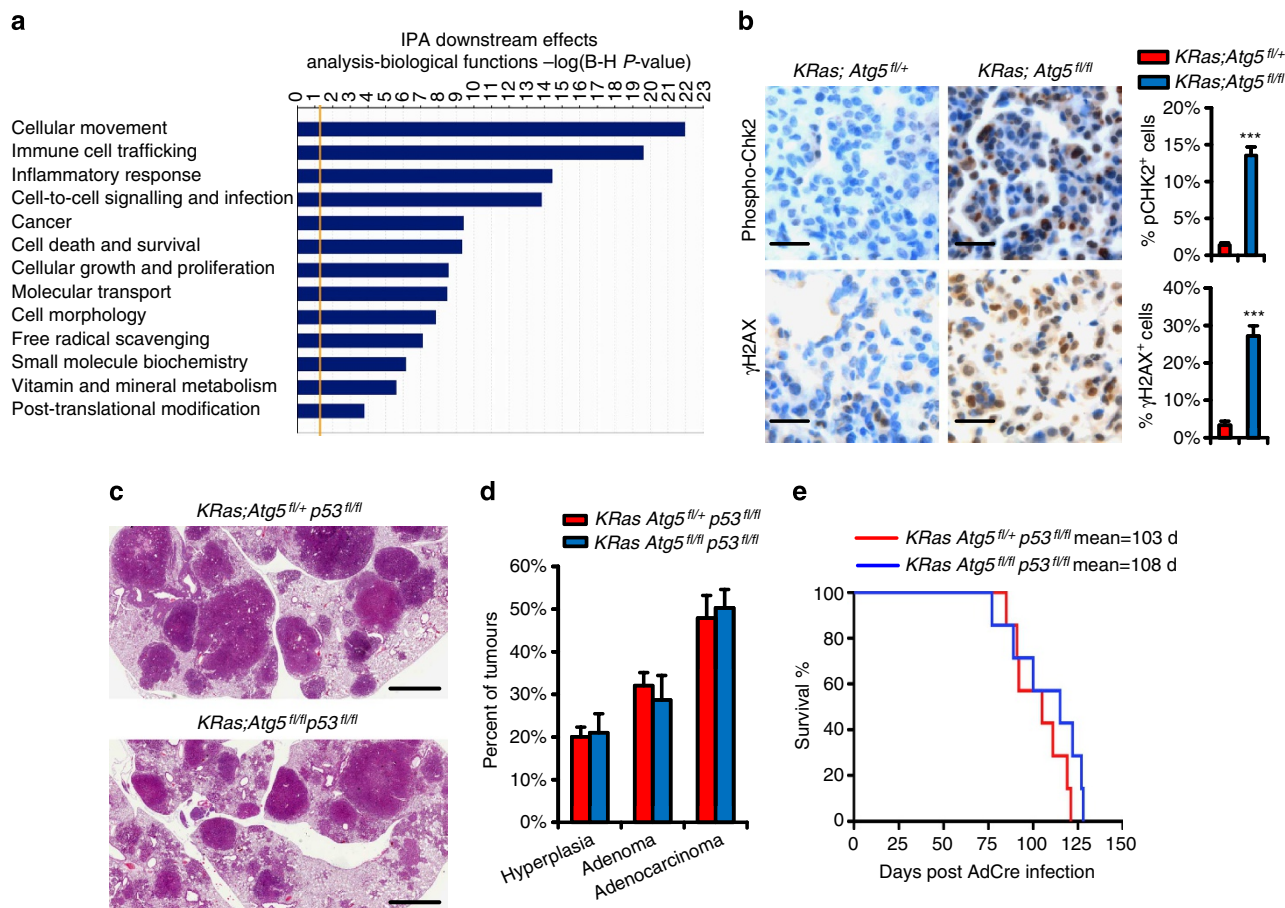 a
IPA downstream effects
analysis-biological functions –log(B-H P-value)
0 1 2 3 4 5 6 7 8 9 10 11 12 13 14 15 16 17 18 19 20 21 22 23
Cellular movement
Immune cell trafficking
Inflammatory response
Cell-to-cell signalling and infection
Cancer
Cell death and survival
Cellular growth and proliferation
Molecular transport
Cell morphology
Free radical scavenging
Small molecule biochemistry
Vitamin and mineral metabolism
Post-translational modification
b
KRas; Atg5 fl/+
KRas; Atg5 fl/fl
KRas;Atg5 fl/+
KRas;Atg5 fl/fl
Phospho-Chk2
γH2AX
% pCHK2+ cells
20%
15%
10%
5%
0%
***
% γH2AX+ cells
40%
30%
20%
10%
0%
***
c
KRas;Atg5 fl/+ p53 fl/fl
KRas;Atg5 fl/fl p53 fl/fl
d
KRas Atg5 fl/+ p53 fl/fl
KRas Atg5 fl/fl p53 fl/fl
Percent of tumours
60%
50%
40%
30%
20%
10%
0%
Hyperplasia
Adenoma
Adenocarcinoma
e
KRas Atg5 fl/+ p53 fl/fl mean=103 d
KRas Atg5 fl/fl p53 fl/fl mean=108 d
Survival %
100
80
60
40
20
0
0 25 50 75 100 125 150
Days post AdCre infection